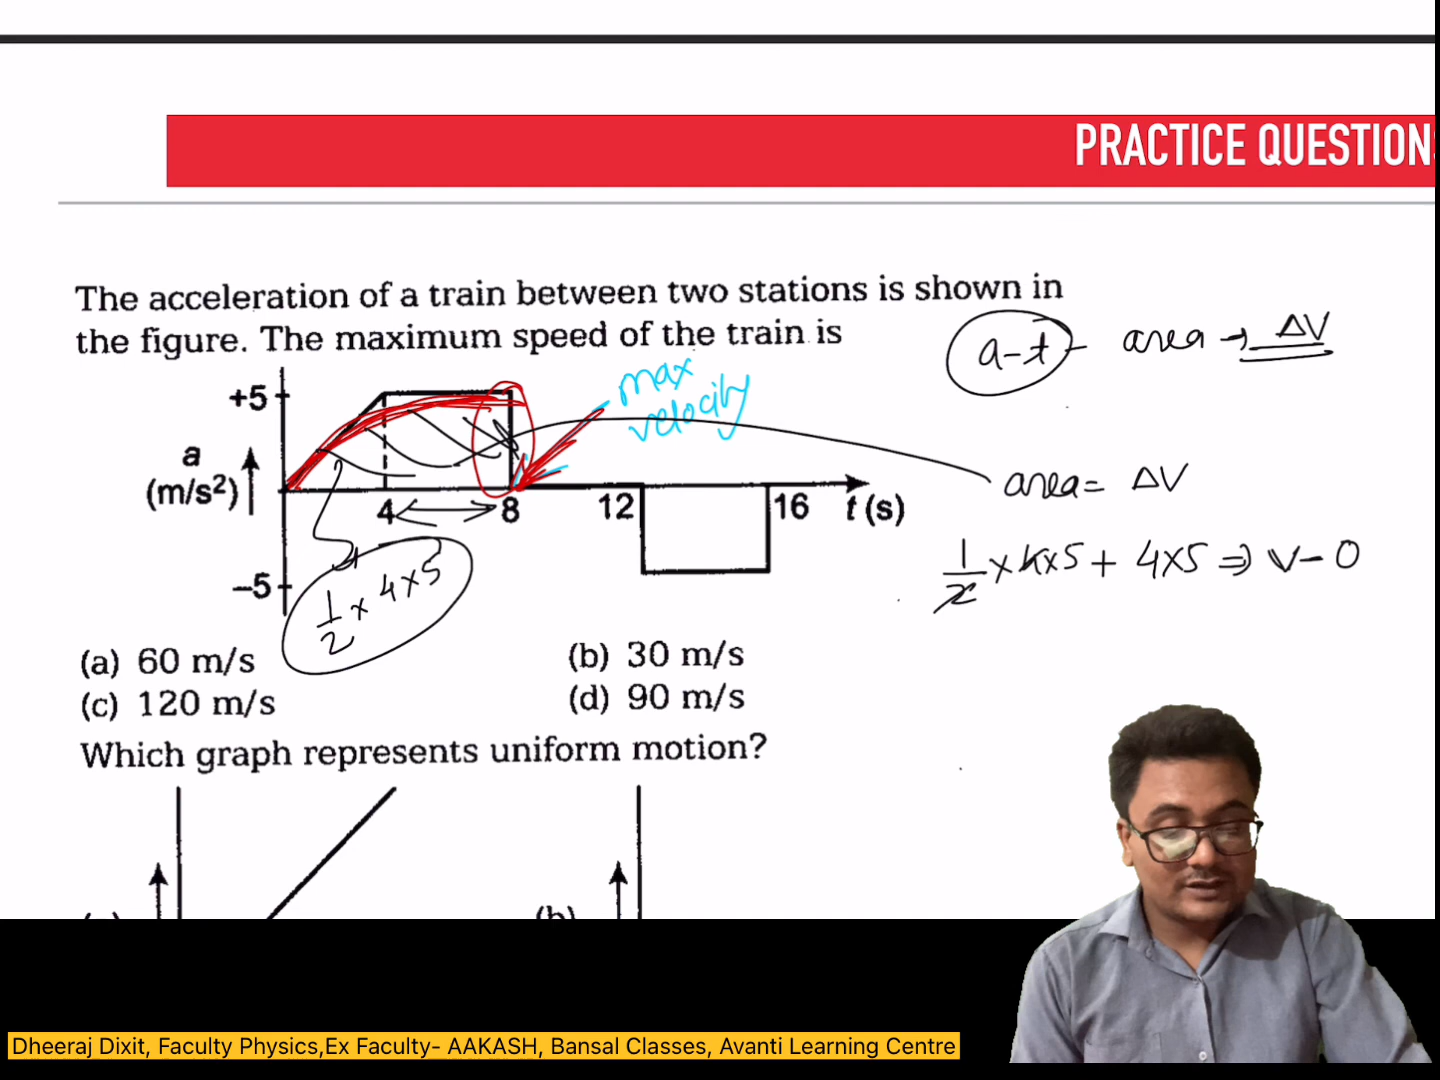 PRACTICE QUESTION
The acceleration of a train between two stations is shown in
the figure. The maximum speed of the train is
a-t - area → ΔV
max
velocity
+5
a
(m/s²)
4
8
12
16
t (s)
-5
area = ΔV
1/2 × 4×5 + 4×5 ⇒ V-0
1/2 × 4×5
(a) 60 m/s
(b) 30 m/s
(c) 120 m/s
(d) 90 m/s
Which graph represents uniform motion?
(b)
Dheeraj Dixit, Faculty Physics,Ex Faculty- AAKASH, Bansal Classes, Avanti Learning Centre